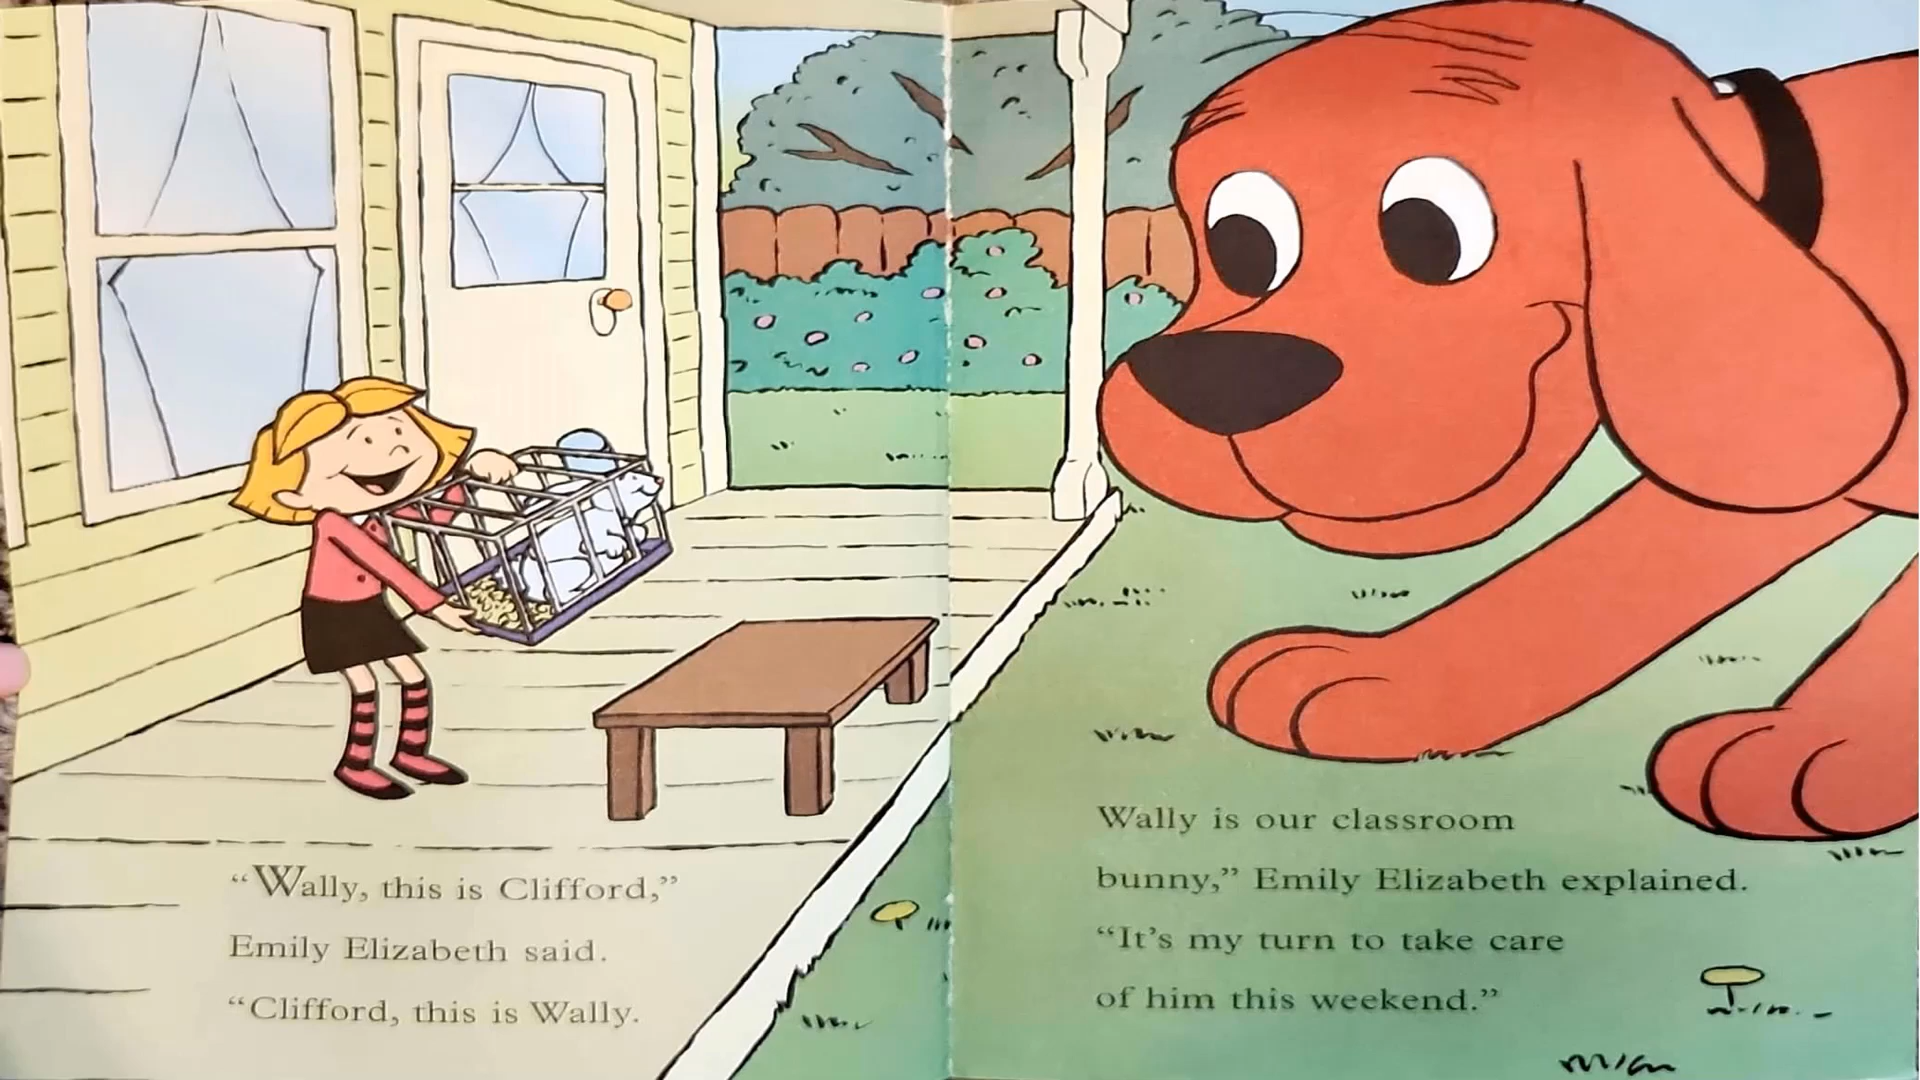 “Wally, this is Clifford,”
Emily Elizabeth said.
“Clifford, this is Wally.
Wally is our classroom
bunny,” Emily Elizabeth explained.
“It’s my turn to take care
of him this weekend.”